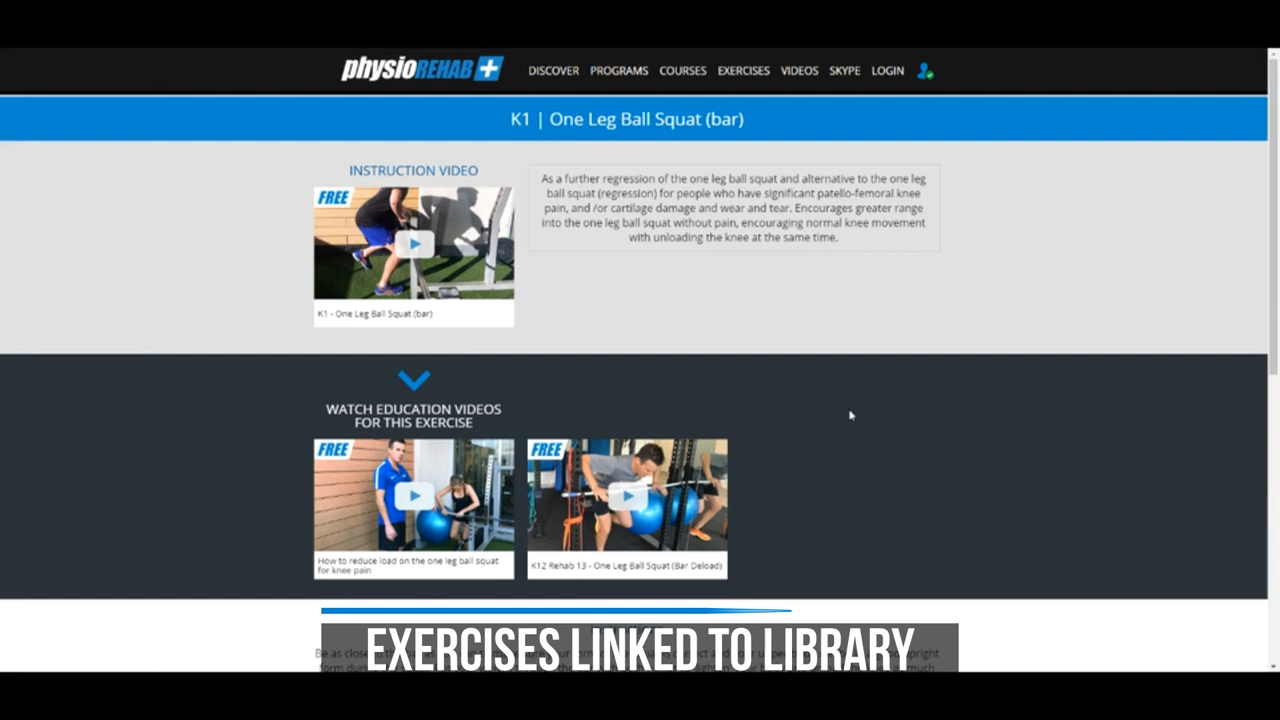 physioREHAB+
DISCOVER PROGRAMS COURSES EXERCISES VIDEOS SKYPE LOGIN
K1 | One Leg Ball Squat (bar)
INSTRUCTION VIDEO
FREE
K1 - One Leg Ball Squat (bar)
As a further regression of the one leg ball squat and alternative to the one leg
ball squat (regression) for people who have significant patello-femoral knee
pain, and /or cartilage damage and wear and tear. Encourages greater range
into the one leg ball squat without pain, encouraging normal knee movement
with unloading the knee at the same time.
WATCH EDUCATION VIDEOS
FOR THIS EXERCISE
FREE
How to reduce load on the one leg ball squat
for knee pain
FREE
K12 Rehab 13 - One Leg Ball Squat (Bar Deload)
EXERCISES LINKED TO LIBRARY